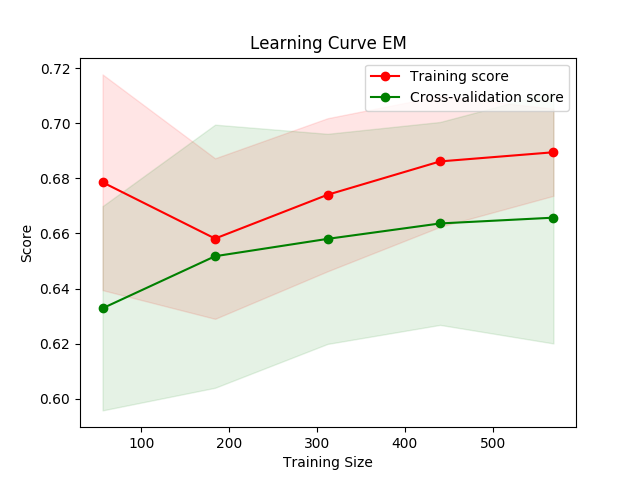 Learning Curve EM
Training score
Cross-validation score
0.72
0.70
0.68
0.66
0.64
0.62
0.60
Score
100
200
300
400
500
Training Size